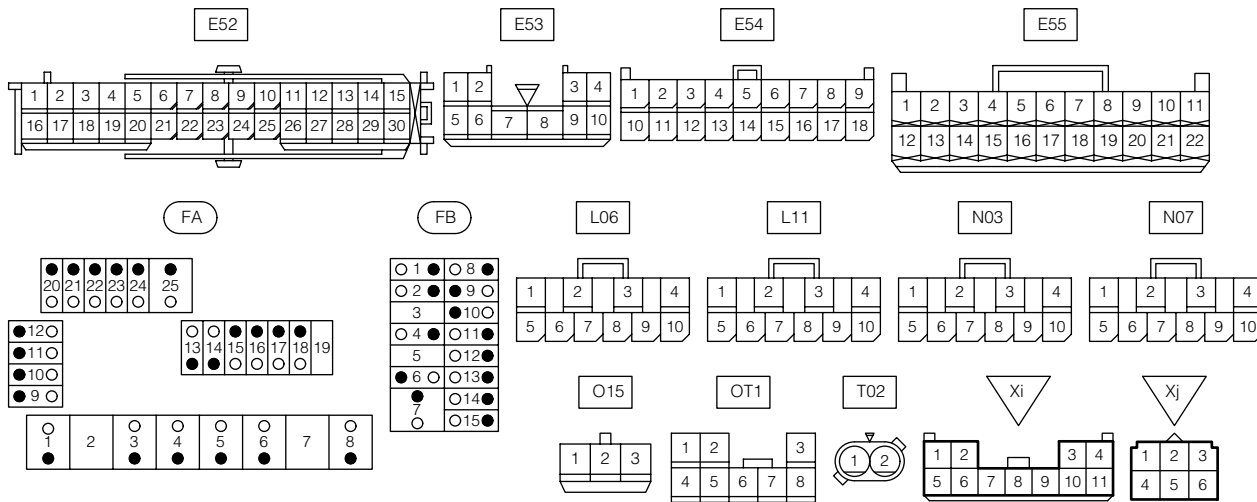 E52 E53 E54 E55
1 2 3 4 5 6 7 8 9 10 11 12 13 14 15
16 17 18 19 20 21 22 23 24 25 26 27 28 29 30
1 2 3 4
5 6 7 8 9 10
1 2 3 4 5 6 7 8 9
10 11 12 13 14 15 16 17 18
1 2 3 4 5 6 7 8 9 10 11
12 13 14 15 16 17 18 19 20 21 22
FA FB L06 L11 N03 N07
20 21 22 23 24 25
12
11
10
9
13 14 15 16 17 18 19
1 2 3 4 5 6 7 8
1 8
2 9
3 10
4 11
5 12
6 13
7 14
15
1 2 3 4
5 6 7 8 9 10
1 2 3 4
5 6 7 8 9 10
1 2 3 4
5 6 7 8 9 10
1 2 3 4
5 6 7 8 9 10
O15 OT1 T02 Xi Xj
1 2 3
1 2 3
4 5 6 7 8
1 2
1 2 3 4
5 6 7 8 9 10 11
1 2 3
4 5 6